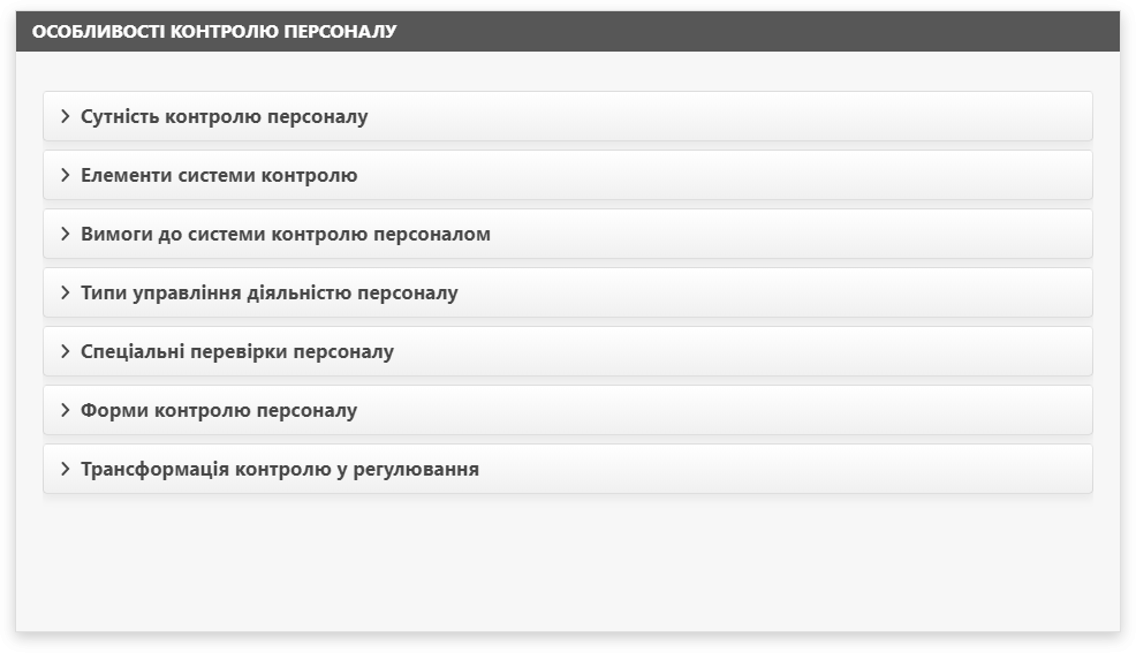 ОСОБЛИВОСТІ КОНТРОЛЮ ПЕРСОНАЛУ
Сутність контролю персоналу
Елементи системи контролю
Вимоги до системи контролю персоналом
Типи управління діяльністю персоналу
Спеціальні перевірки персоналу
Форми контролю персоналу
Трансформація контролю у регулювання